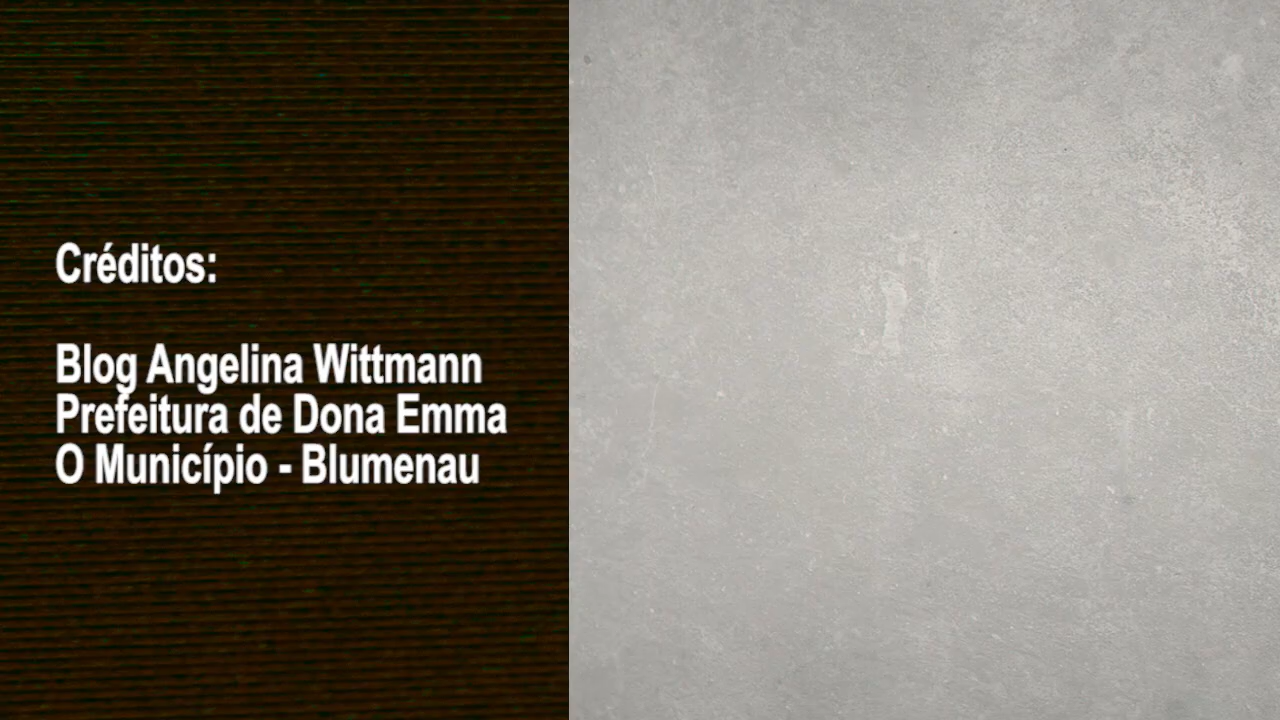 Créditos:
Blog Angelina Wittmann
Prefeitura de Dona Emma
O Município - Blumenau